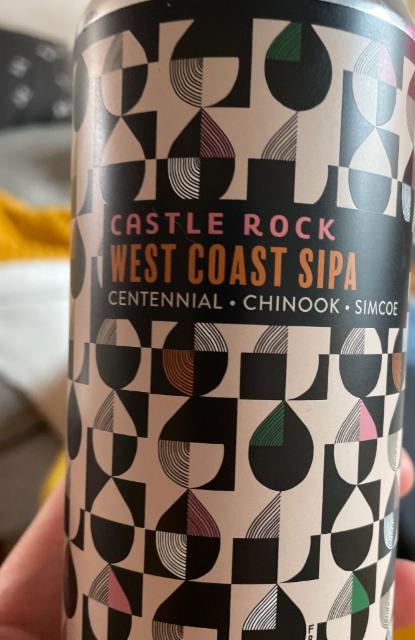 CASTLE ROCK
WEST COAST SIPA
CENTENNIAL • CHINOOK • SIMCOE